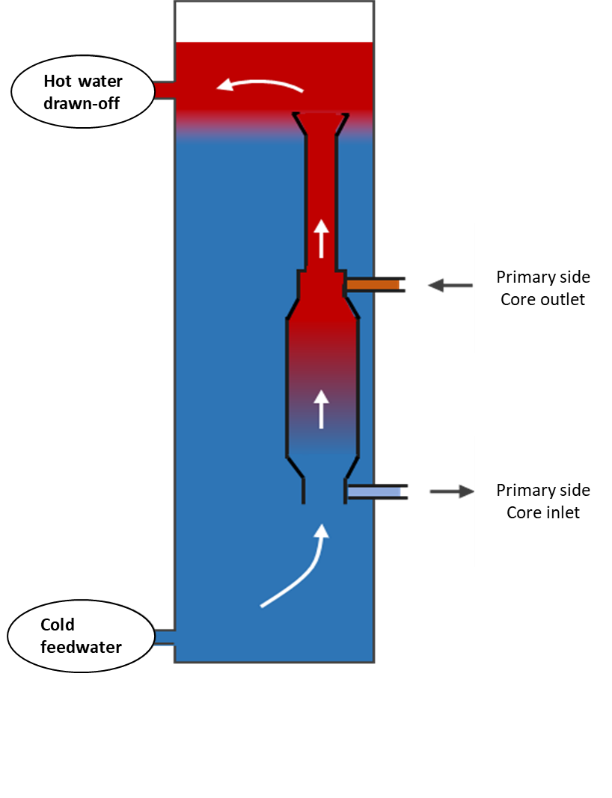 Hot water
drawn-off
Primary side
Core outlet
Primary side
Core inlet
Cold
feedwater